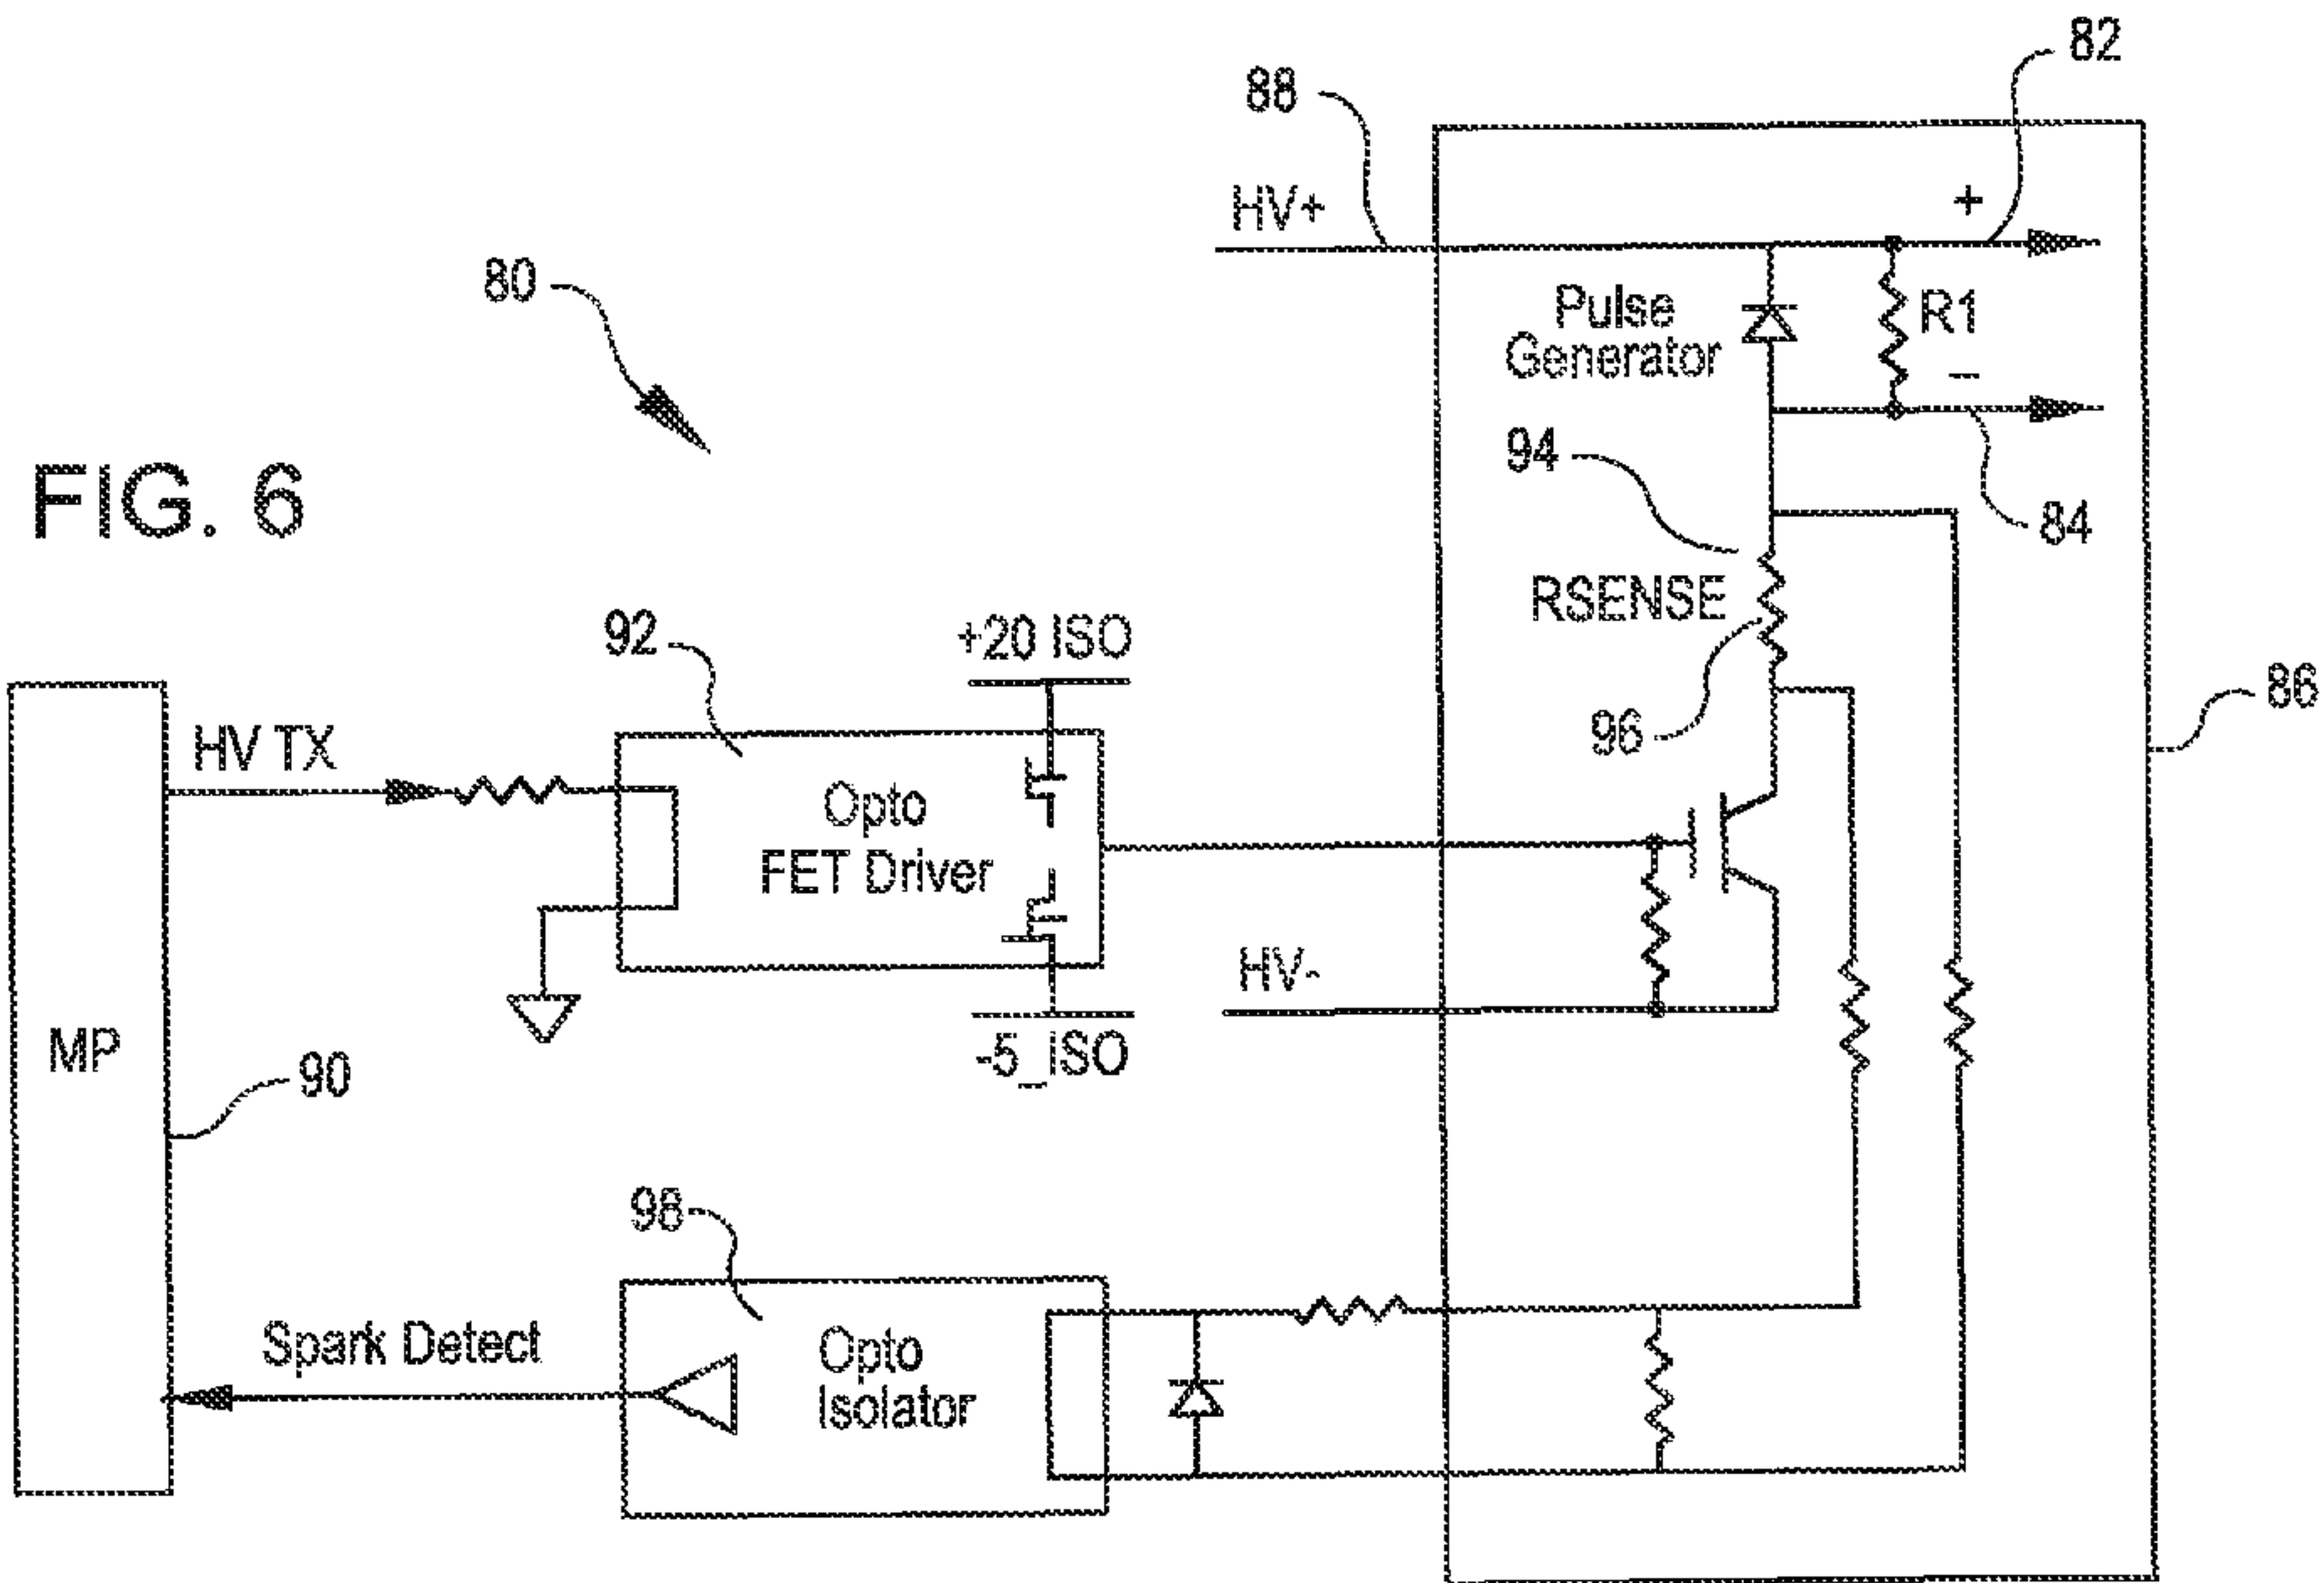 82
88
HV+
+
80
Pulse
Generator
R1
–
94
84
FIG. 6
RSENSE
92
+20 ISO
96
86
HV TX
Opto
FET Driver
HV-
MP
-5_ISO
90
98
Spark Detect
Opto
Isolator